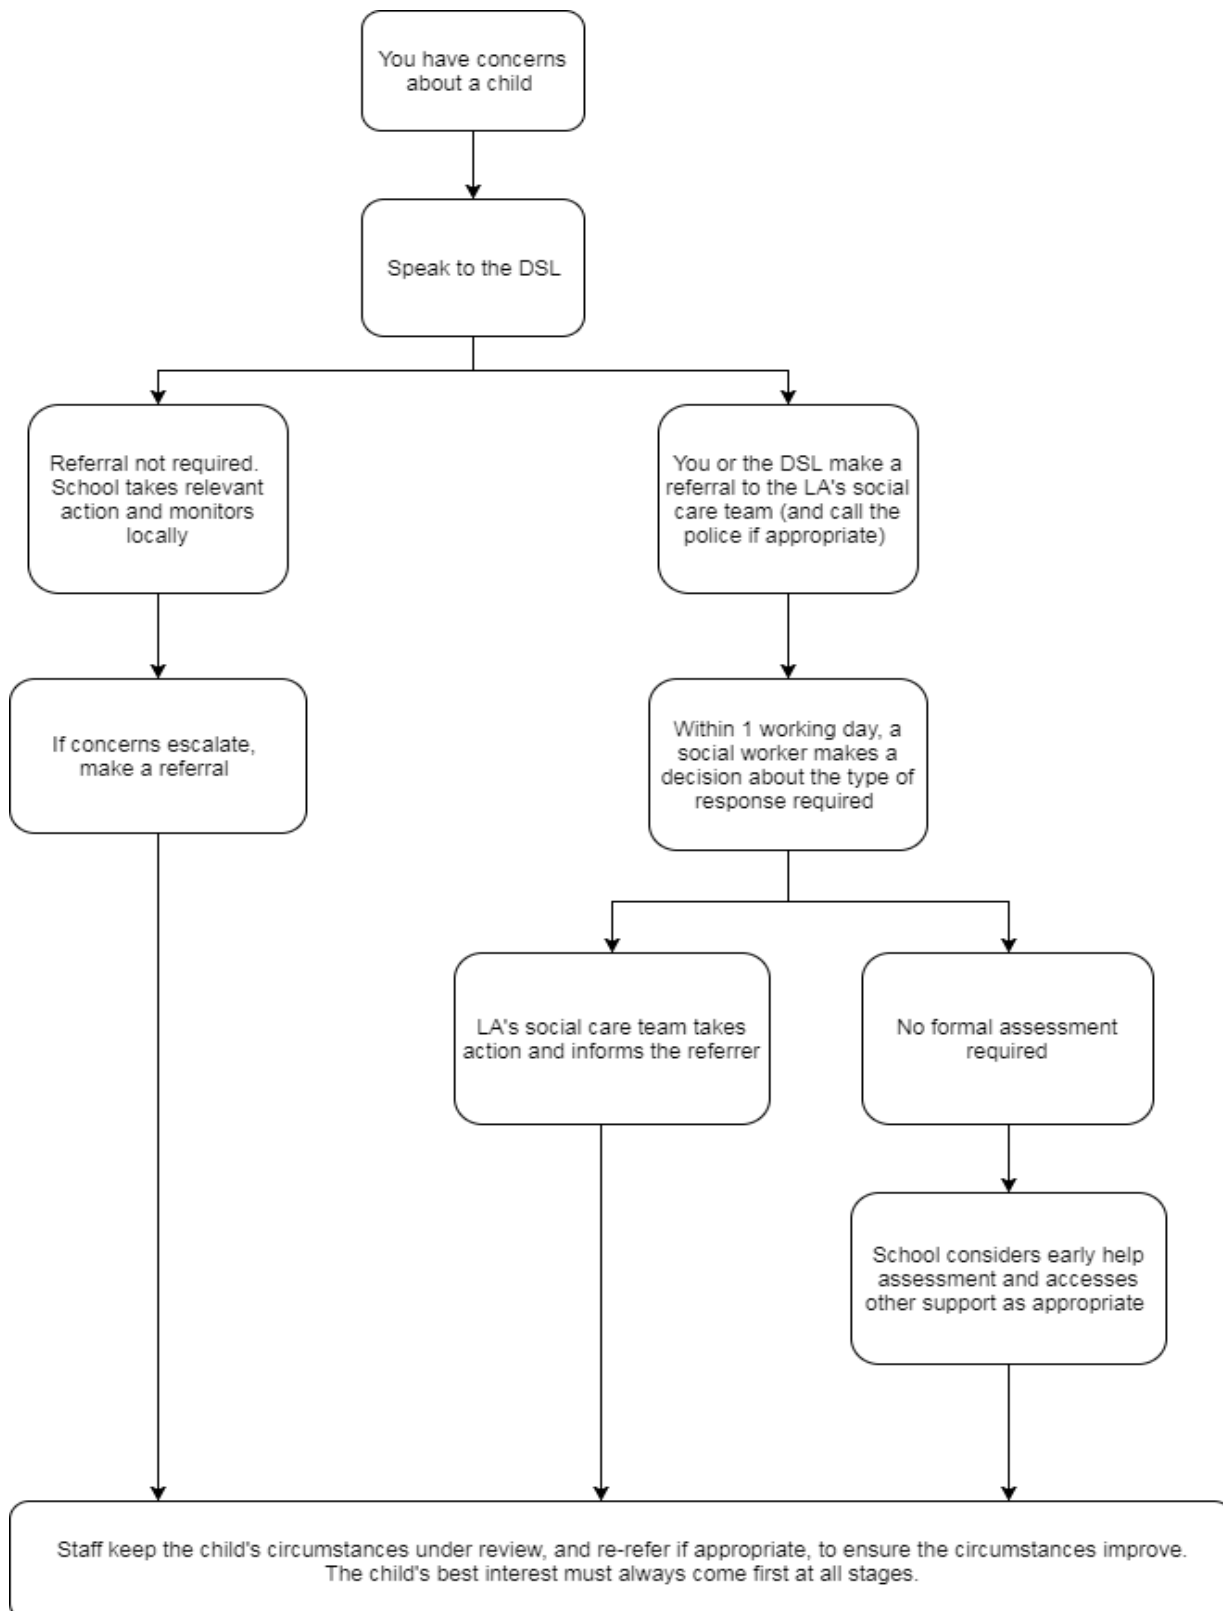 You have concerns
about a child
Speak to the DSL
Referral not required.
School takes relevant
action and monitors
locally
You or the DSL make a
referral to the LA's social
care team (and call the
police if appropriate)
If concerns escalate,
make a referral
Within 1 working day, a
social worker makes a
decision about the type of
response required
LA's social care team takes
action and informs the referrer
No formal assessment
required
School considers early help
assessment and accesses
other support as appropriate
Staff keep the child's circumstances under review, and re-refer if appropriate, to ensure the circumstances improve.
The child's best interest must always come first at all stages.